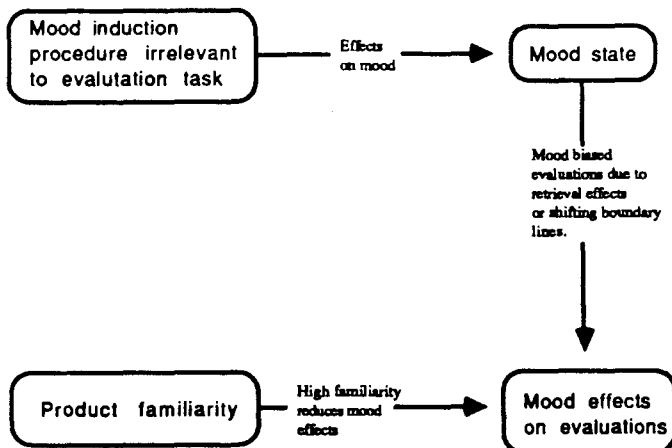 Mood induction
procedure irrelevant
to evalutation task
Effects
on mood
Mood state
Mood biased
evaluations due to
retrieval effects
or shifting boundary
lines.
Product familiarity
High familiarity
reduces mood
effects
Mood effects
on evaluations